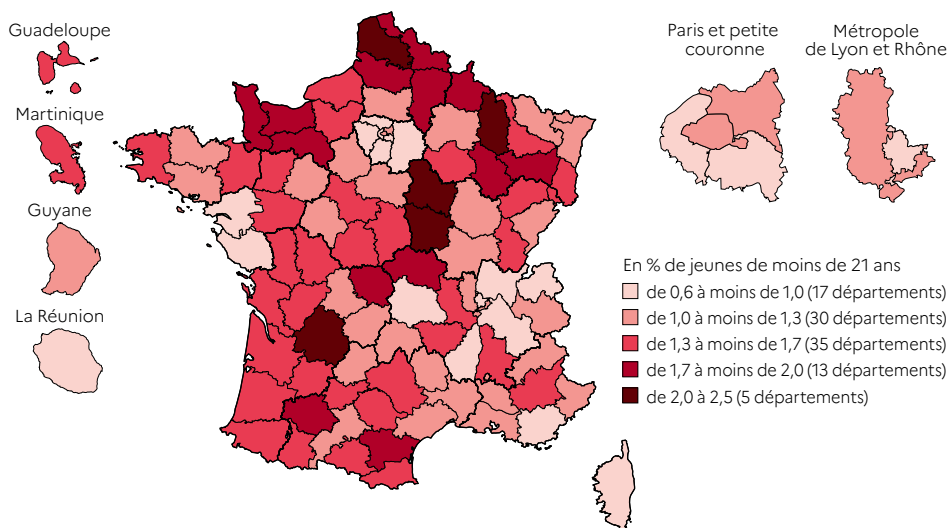 Guadeloupe
Martinique
Guyane
La Réunion
Paris et petite
couronne
Métropole
de Lyon et Rhône
En % de jeunes de moins de 21 ans
de 0,6 à moins de 1,0 (17 départements)
de 1,0 à moins de 1,3 (30 départements)
de 1,3 à moins de 1,7 (35 départements)
de 1,7 à moins de 2,0 (13 départements)
de 2,0 à 2,5 (5 départements)